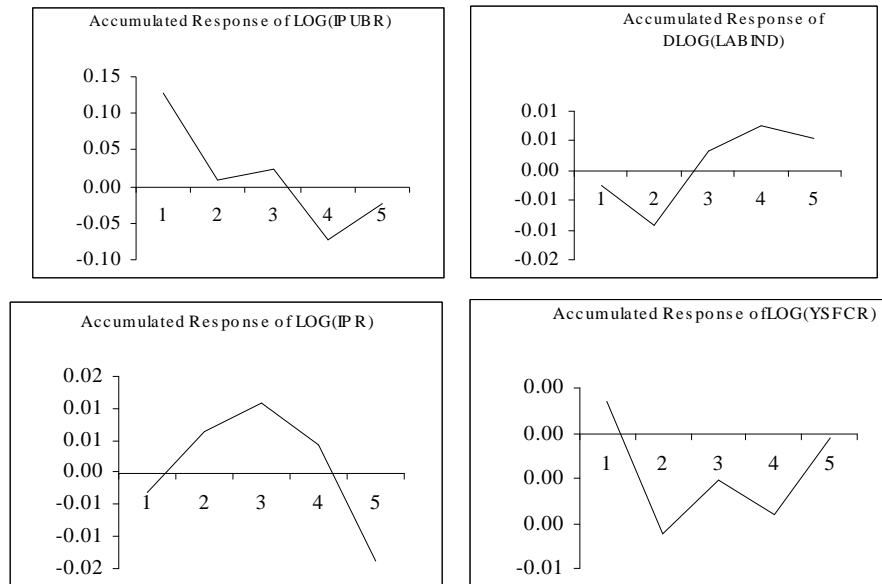 Accumulated Response of LOG(IPUBR)
0.15
0.10
0.05
0.00
-0.05
-0.10
1 2 3 4 5
Accumulated Response of
DLOG(LABIND)
0.01
0.01
0.00
-0.01
-0.01
-0.02
1 2 3 4 5
Accumulated Response of LOG(IPR)
0.02
0.01
0.01
0.00
-0.01
-0.01
-0.02
1 2 3 4 5
Accumulated Response ofLOG(YSFCR)
0.00
0.00
0.00
0.00
-0.01
1 2 3 4 5